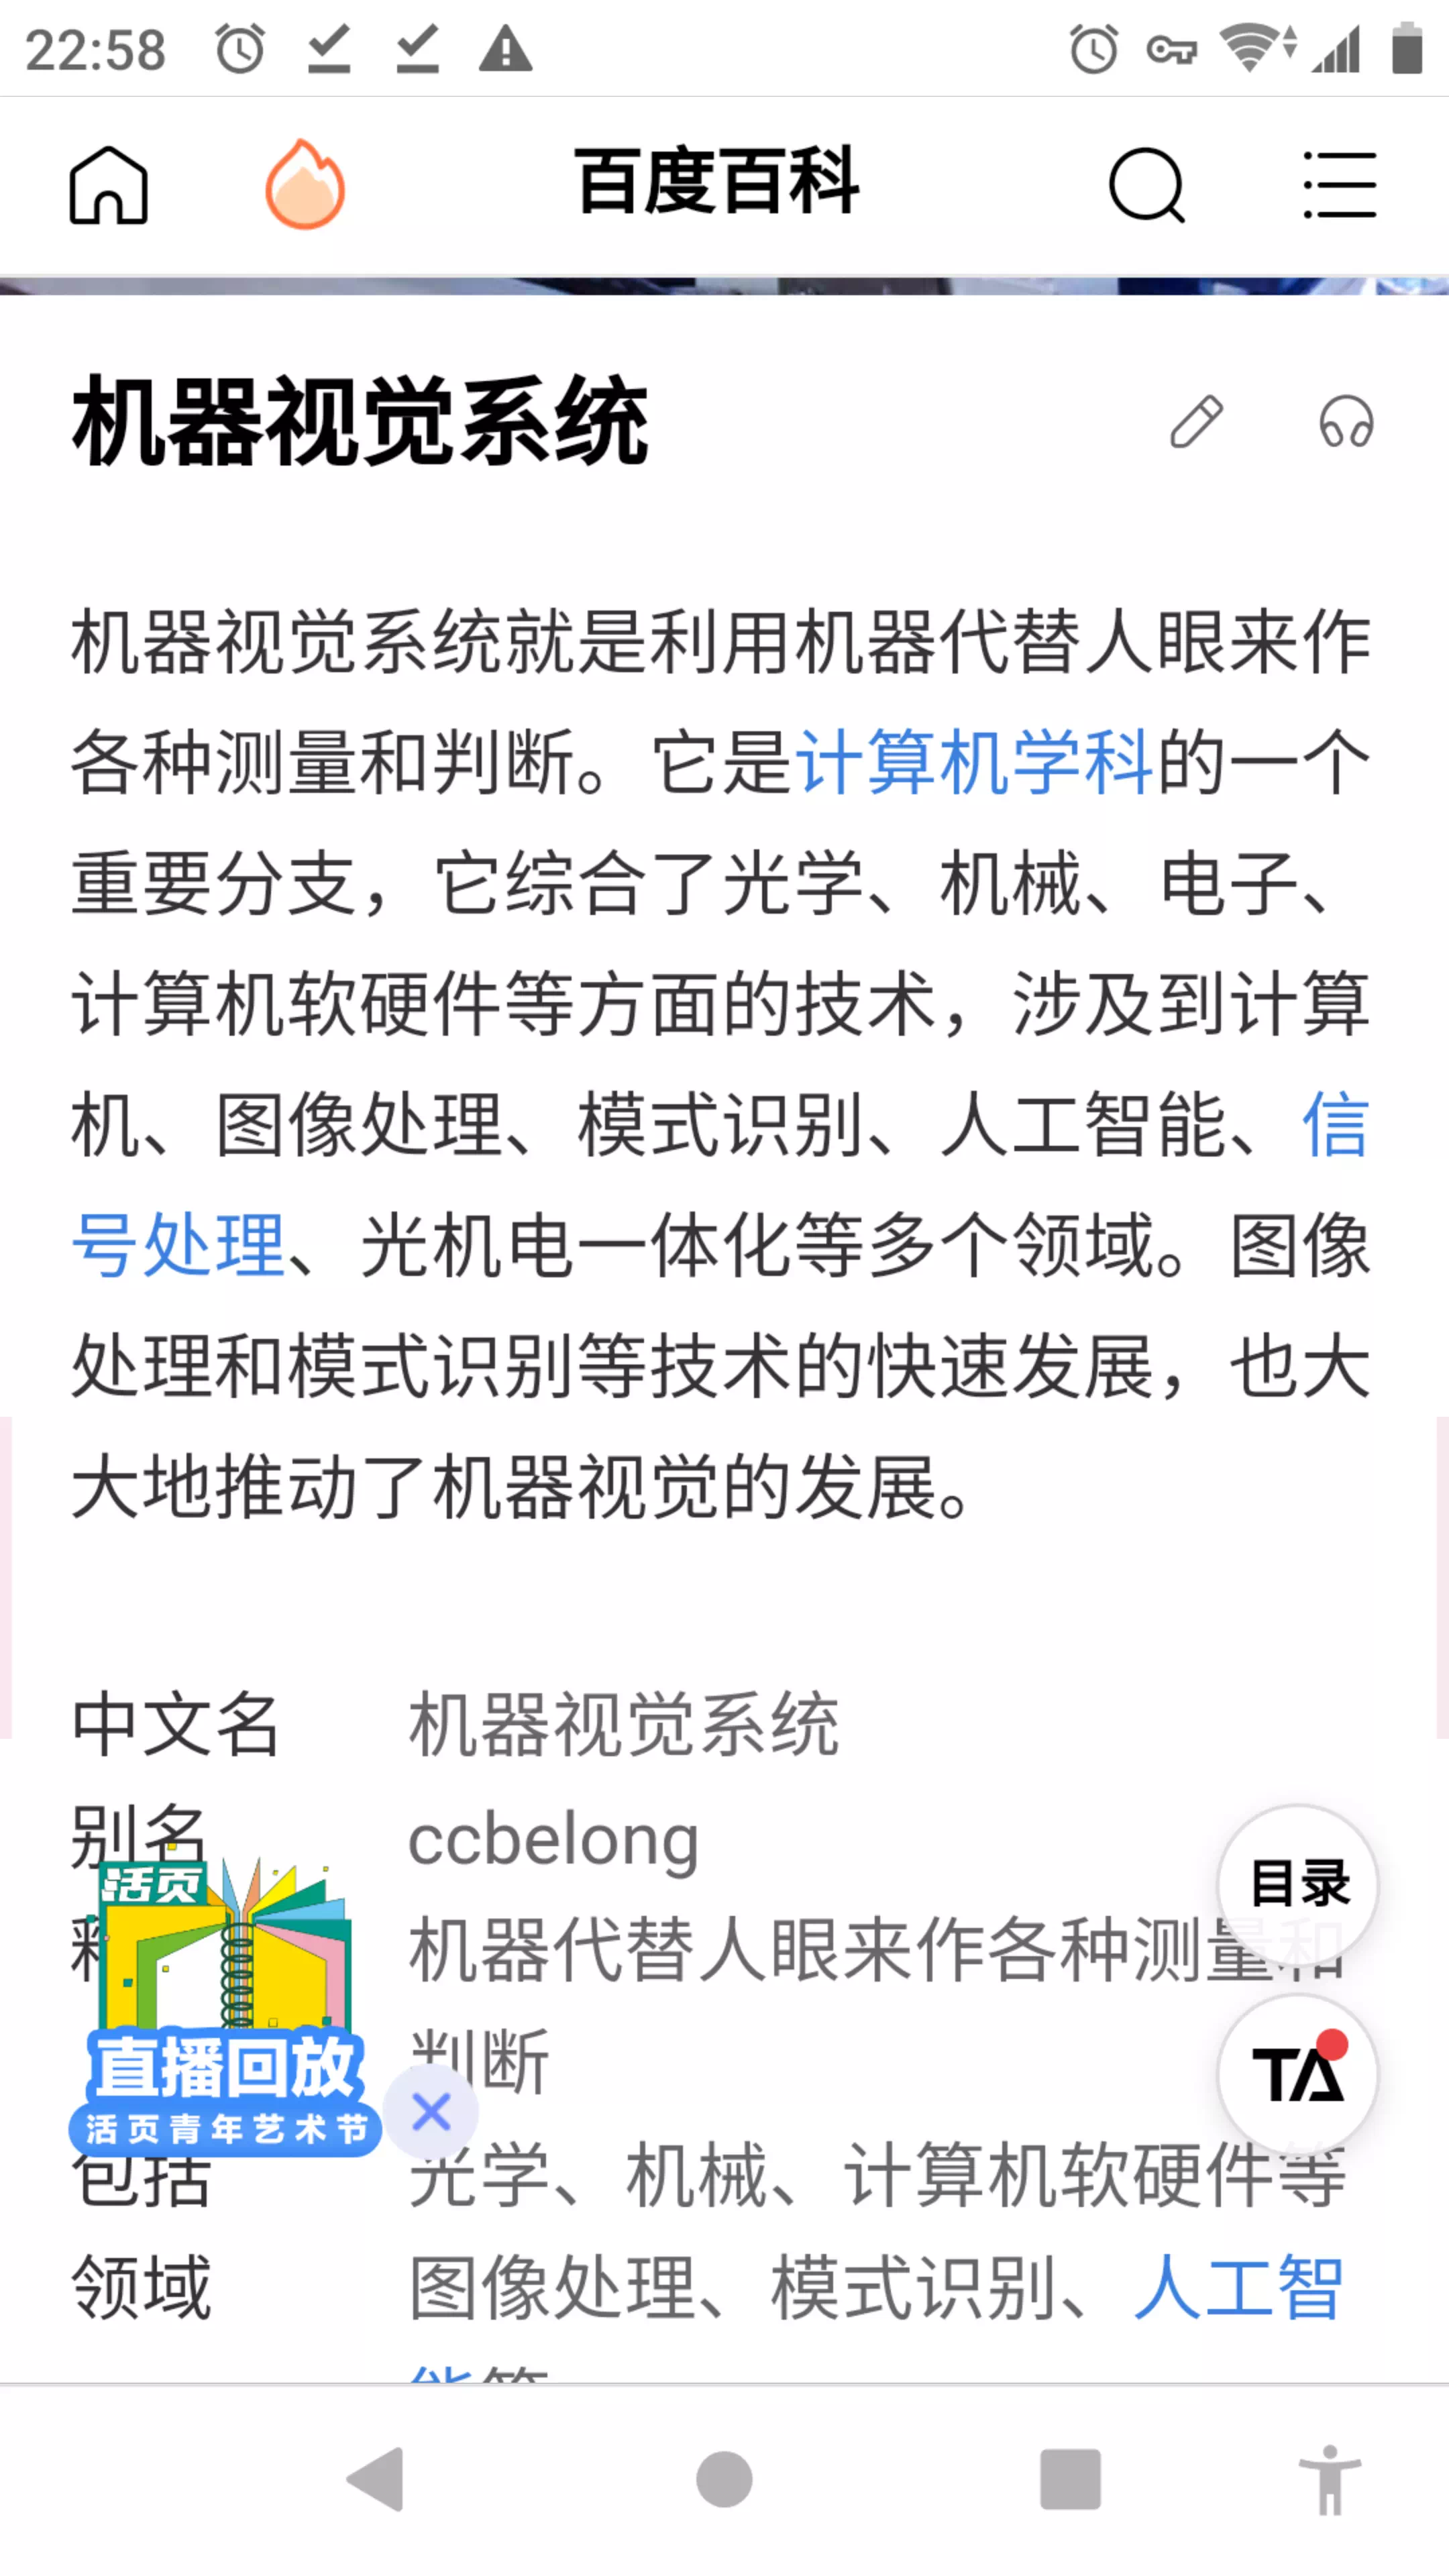 22:58
百度百科
机器视觉系统
机器视觉系统就是利用机器代替人眼来作
各种测量和判断。它是计算机学科的一个
重要分支，它综合了光学、机械、电子、
计算机软硬件等方面的技术，涉及到计算
机、图像处理、模式识别、人工智能、信
号处理、光机电一体化等多个领域。图像
处理和模式识别等技术的快速发展，也大
大地推动了机器视觉的发展。
中文名 机器视觉系统
别名 ccbelong
机器代替人眼来作各种测量和
判断
包括 光学、机械、计算机软硬件等
领域 图像处理、模式识别、人工智
活页
直播回放
活页青年艺术节
目录
TA